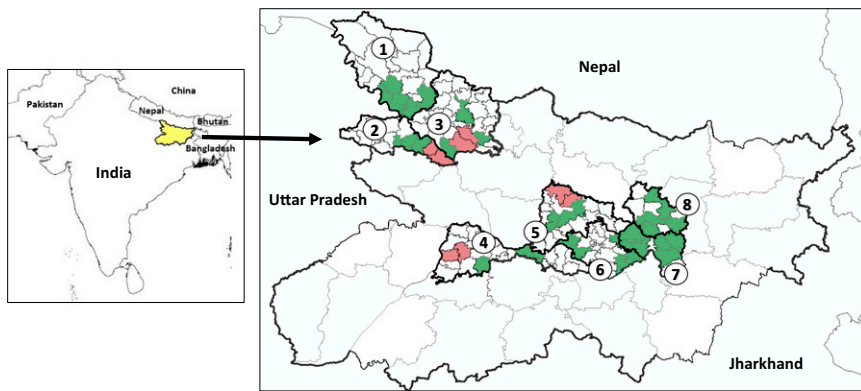 China
Pakistan
Nepal
Bhutan
Bangladesh
India
1
Nepal
2
3
Uttar Pradesh
8
5
4
6
7
Jharkhand